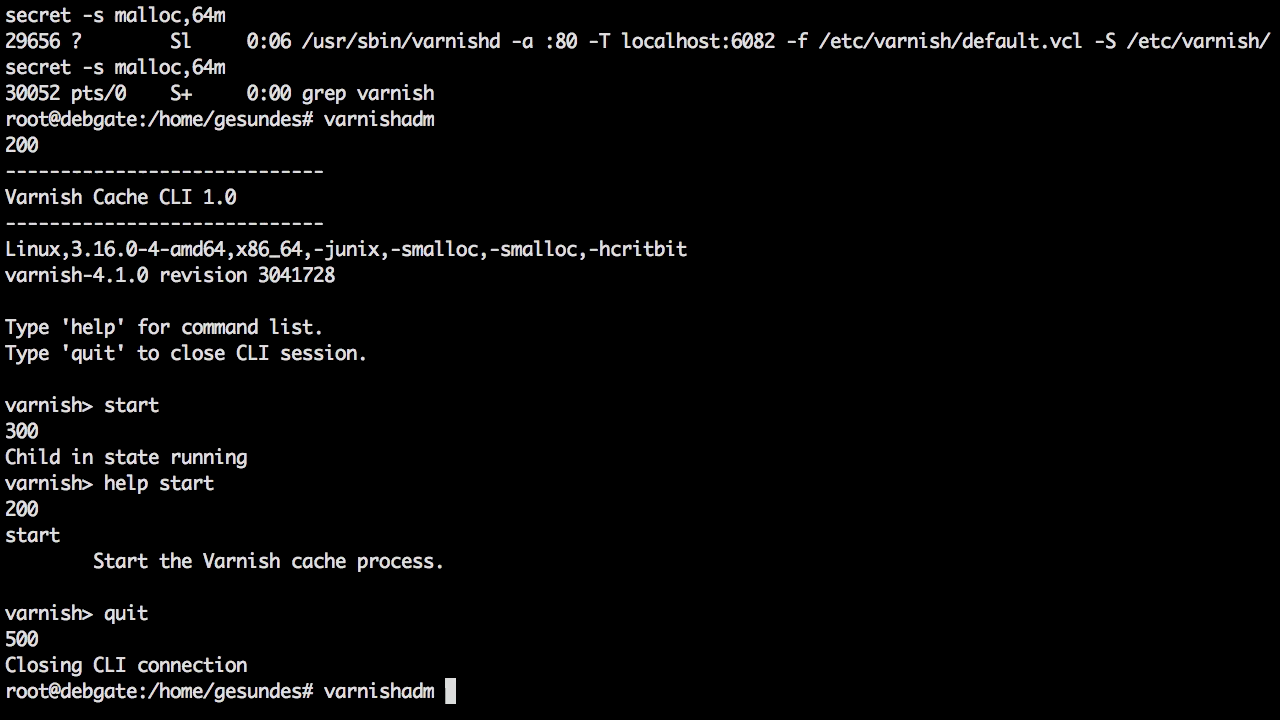 secret -s malloc,64m
29656 ?        Sl     0:06 /usr/sbin/varnishd -a :80 -T localhost:6082 -f /etc/varnish/default.vcl -S /etc/varnish/
secret -s malloc,64m
30052 pts/0    S+     0:00 grep varnish
root@debgate:/home/gesundes# varnishadm
200
-----------------------------
Varnish Cache CLI 1.0
-----------------------------
Linux,3.16.0-4-amd64,x86_64,-junix,-smalloc,-smalloc,-hcritbit
varnish-4.1.0 revision 3041728

Type 'help' for command list.
Type 'quit' to close CLI session.

varnish> start
300
Child in state running
varnish> help start
200
start
        Start the Varnish cache process.

varnish> quit
500
Closing CLI connection
root@debgate:/home/gesundes# varnishadm